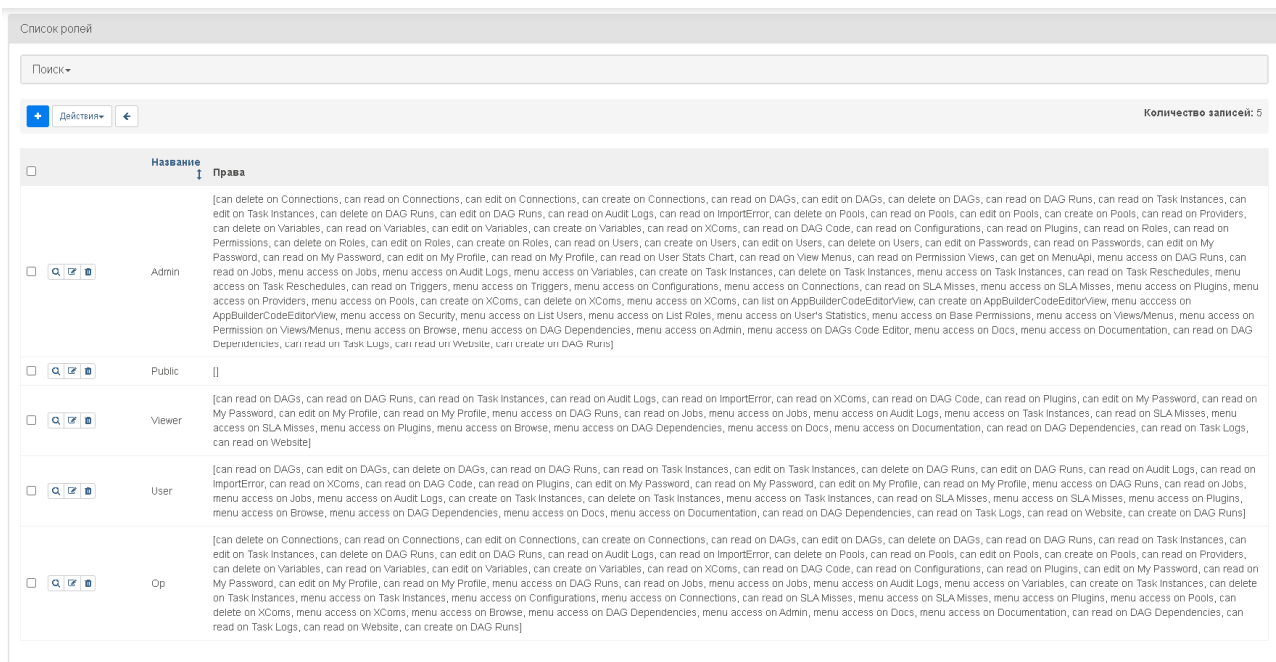 Список ролей
Поиск
Действия
Количество записей: 5
Название
Права
[can delete on Connections, can read on Connections, can edit on Connections, can create on Connections, can read on DAGs, can edit on DAGs, can delete on DAGs, can read on DAG Runs, can read on Task Instances, can
edit on Task Instances, can delete on DAG Runs, can edit on DAG Runs, can read on Audit Logs, can read on ImportError, can delete on Pools, can read on Pools, can edit on Pools, can create on Pools, can read on Providers,
can delete on Variables, can read on Variables, can edit on Variables, can create on Variables, can read on XComs, can read on DAG Code, can read on Configurations, can read on Plugins, can read on Roles, can read on
Permissions, can delete on Roles, can edit on Roles, can create on Roles, can read on Users, can create on Users, can edit on Users, can delete on Users, can edit on Passwords, can read on Passwords, can edit on My
Password, can read on My Password, can edit on My Profile, can read on My Profile, can read on User Stats Chart, can read on View Menus, can read on Permission Views, can get on MenuApi, menu access on DAG Runs, can
Admin read on Jobs, menu access on Jobs, menu access on Audit Logs, menu access on Variables, can create on Task Instances, can delete on Task Instances, menu access on Task Instances, can read on Task Reschedules, menu
access on Task Reschedules, can read on Triggers, menu access on Triggers, menu access on Configurations, menu access on Connections, can read on SLA Misses, menu access on SLA Misses, menu access on Plugins, menu
access on Providers, menu access on Pools, can create on XComs, can delete on XComs, menu access on XComs, can list on AppBuilderCodeEditorView, can create on AppBuilderCodeEditorView, menu acccess on
AppBuilderCodeEditorView, menu access on Security, menu access on List Users, menu access on List Roles, menu access on User's Statistics, menu access on Base Permissions, menu access on Views/Menus, menu access on
Permission on Views/Menus, menu access on Browse, menu access on DAG Dependencies, menu access on Admin, menu access on DAGs Code Editor, menu access on Docs, menu access on Documentation, can read on DAG
Dependencies, can read on Task Logs, can read on Website, can create on DAG Runs]
Public []
[can read on DAGs, can read on DAG Runs, can read on Task Instances, can read on Audit Logs, can read on ImportError, can read on XComs, can read on DAG Code, can read on Plugins, can edit on My Password, can read on
Viewer My Password, can edit on My Profile, can read on My Profile, menu access on DAG Runs, can read on Jobs, menu access on Jobs, menu access on Audit Logs, menu access on Task Instances, can read on SLA Misses, menu
access on SLA Misses, menu access on Plugins, menu access on Browse, menu access on DAG Dependencies, menu access on Docs, menu access on Documentation, can read on DAG Dependencies, can read on Task Logs,
can read on Website]
[can read on DAGs, can edit on DAGs, can delete on DAGs, can read on DAG Runs, can read on Task Instances, can edit on Task Instances, can delete on DAG Runs, can edit on DAG Runs, can read on Audit Logs, can read on
User ImportError, can read on XComs, can read on DAG Code, can read on Plugins, can edit on My Password, can read on My Password, can edit on My Profile, can read on My Profile, menu access on DAG Runs, can read on Jobs,
menu access on Jobs, menu access on Audit Logs, can create on Task Instances, can delete on Task Instances, menu access on Task Instances, can read on SLA Misses, menu access on SLA Misses, menu access on Plugins,
menu access on Browse, menu access on DAG Dependencies, menu access on Docs, menu access on Documentation, can read on DAG Dependencies, can read on Task Logs, can read on Website, can create on DAG Runs]
[can delete on Connections, can read on Connections, can edit on Connections, can create on Connections, can read on DAGs, can edit on DAGs, can delete on DAGs, can read on DAG Runs, can read on Task Instances, can
edit on Task Instances, can delete on DAG Runs, can edit on DAG Runs, can read on Audit Logs, can read on ImportError, can delete on Pools, can read on Pools, can edit on Pools, can create on Pools, can read on Providers,
can delete on Variables, can read on Variables, can edit on Variables, can create on Variables, can read on XComs, can read on DAG Code, can read on Configurations, can read on Plugins, can edit on My Password, can read on
Op My Password, can edit on My Profile, can read on My Profile, menu access on DAG Runs, can read on Jobs, menu access on Jobs, menu access on Audit Logs, menu access on Variables, can create on Task Instances, can delete
on Task Instances, menu access on Task Instances, menu access on Configurations, menu access on Connections, can read on SLA Misses, menu access on SLA Misses, menu access on Plugins, menu access on Pools, can
delete on XComs, menu access on XComs, menu access on Browse, menu access on DAG Dependencies, menu access on Admin, menu access on Docs, menu access on Documentation, can read on DAG Dependencies, can
read on Task Logs, can read on Website, can create on DAG Runs]